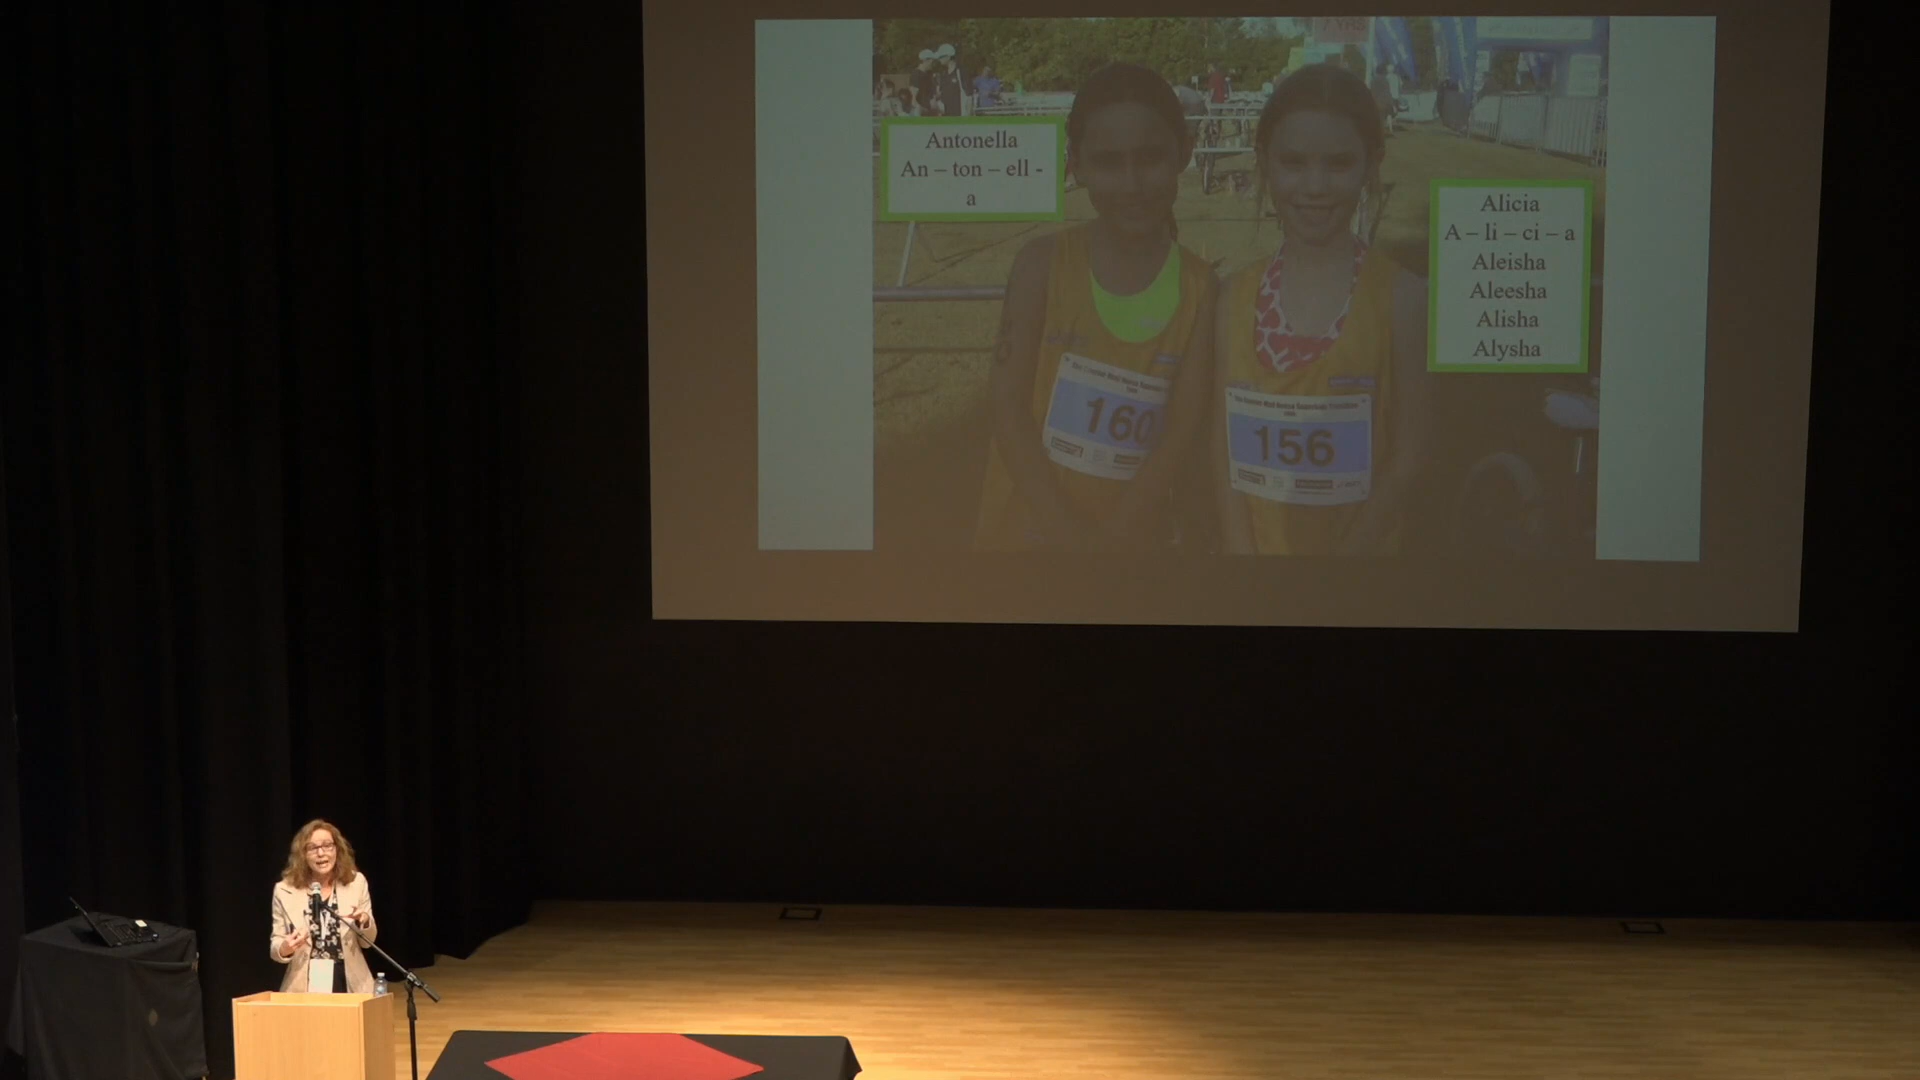 Antonella
An – ton – ell -
a
Alicia
A – li – ci – a
Aleisha
Aleesha
Alisha
Alysha
160
156